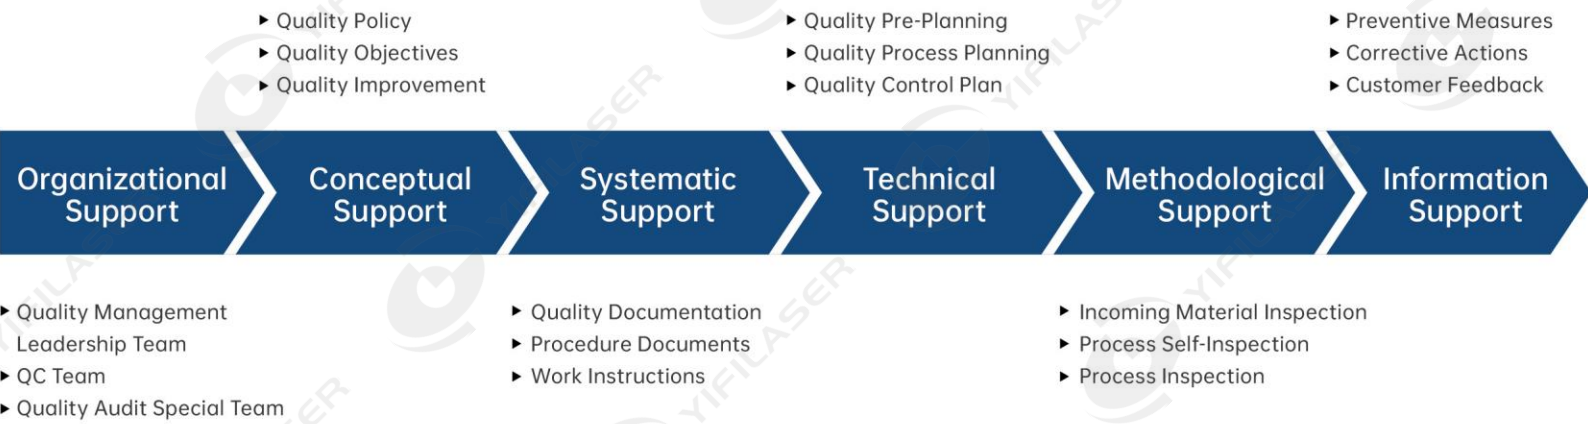 ▸ Quality Policy
▸ Quality Objectives
▸ Quality Improvement
▸ Quality Pre-Planning
▸ Quality Process Planning
▸ Quality Control Plan
▸ Preventive Measures
▸ Corrective Actions
▸ Customer Feedback
Organizational
Support
Conceptual
Support
Systematic
Support
Technical
Support
Methodological
Support
Information
Support
▸ Quality Management
Leadership Team
▸ QC Team
▸ Quality Audit Special Team
▸ Quality Documentation
▸ Procedure Documents
▸ Work Instructions
▸ Incoming Material Inspection
▸ Process Self-Inspection
▸ Process Inspection
YIFILASER